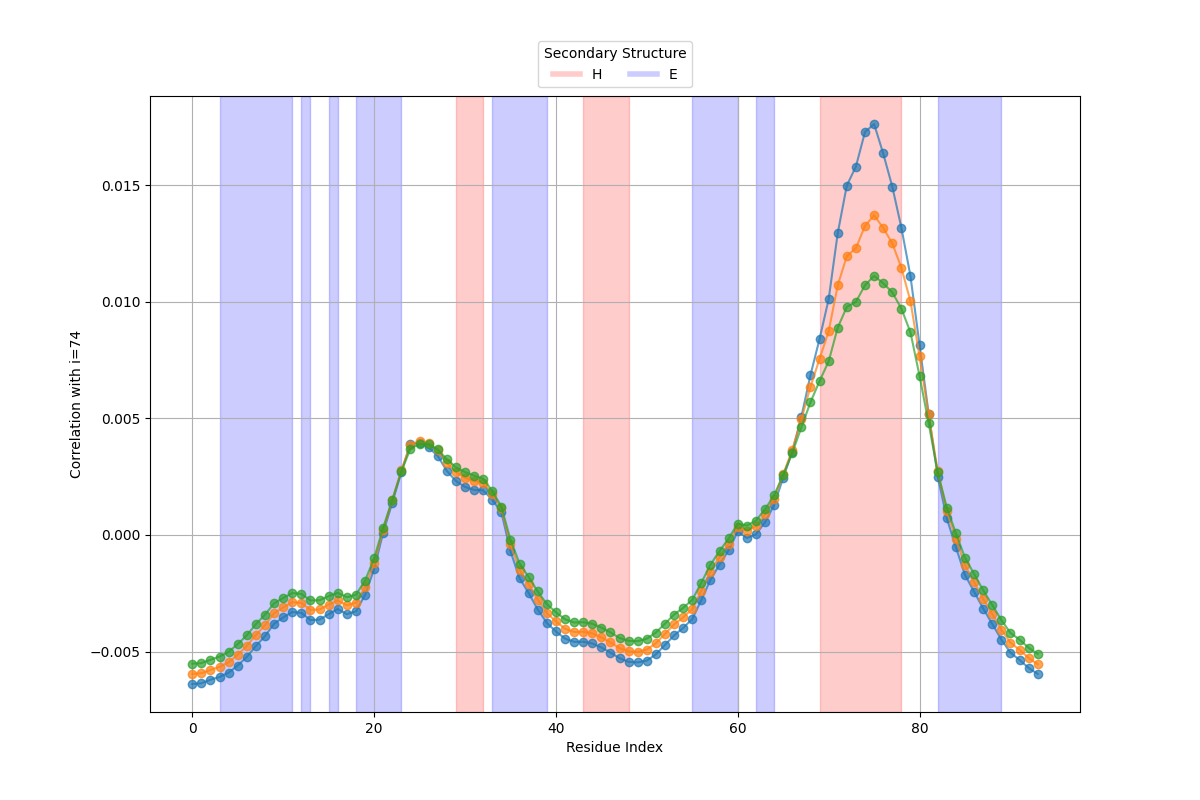 Secondary Structure
H E
0.015
0.010
0.005
0.000
−0.005
Correlation with i=74
0 20 40 60 80
Residue Index